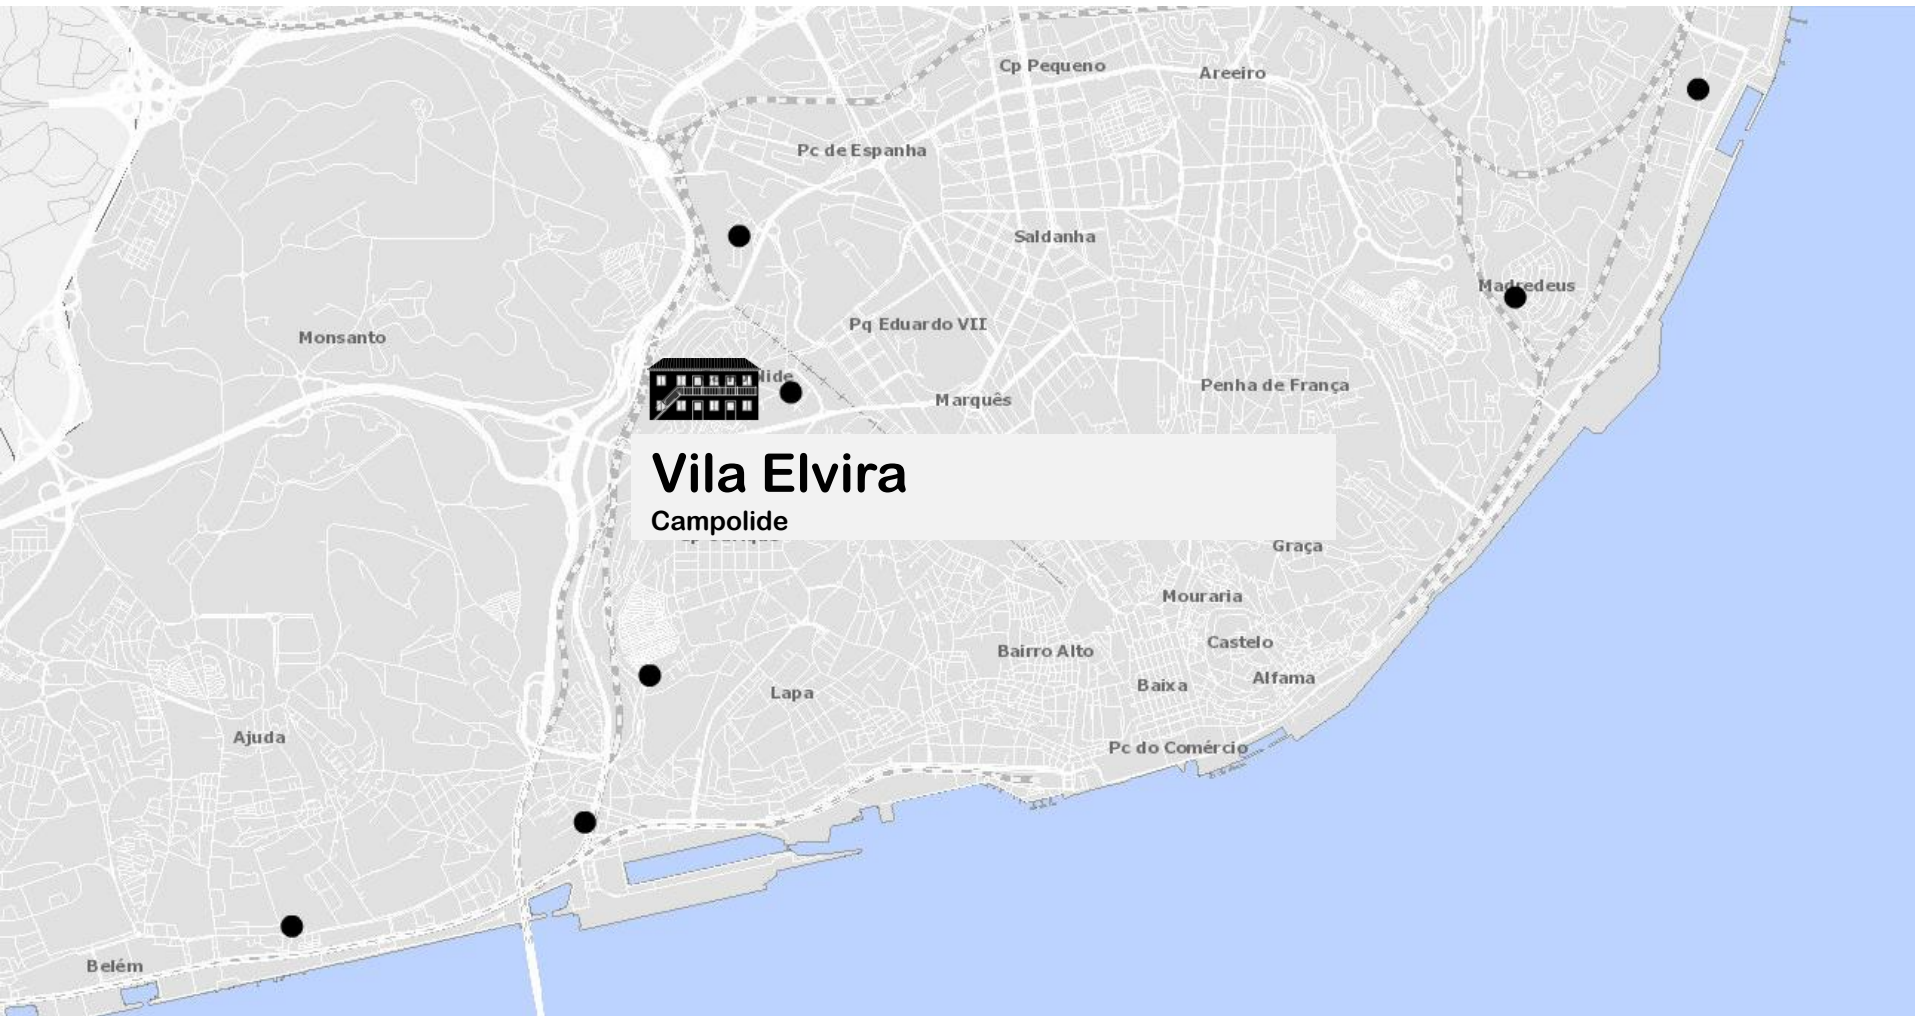 Cp Pequeno
Areeiro
Pc de Espanha
Saldanha
Madredeus
Pq Eduardo VII
Monsanto
lide
Penha de França
Marquês
Vila Elvira
Campolide
Graça
Mouraria
Castelo
Bairro Alto
Alfama
Baixa
Lapa
Ajuda
Pc do Comércio
Belém